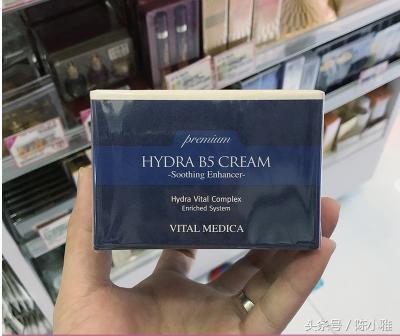 premium
HYDRA B5 CREAM
-Soothing Enhancer-
Hydra Vital Complex
Enriched System
VITAL MEDICA
头条号 / 陈小雅